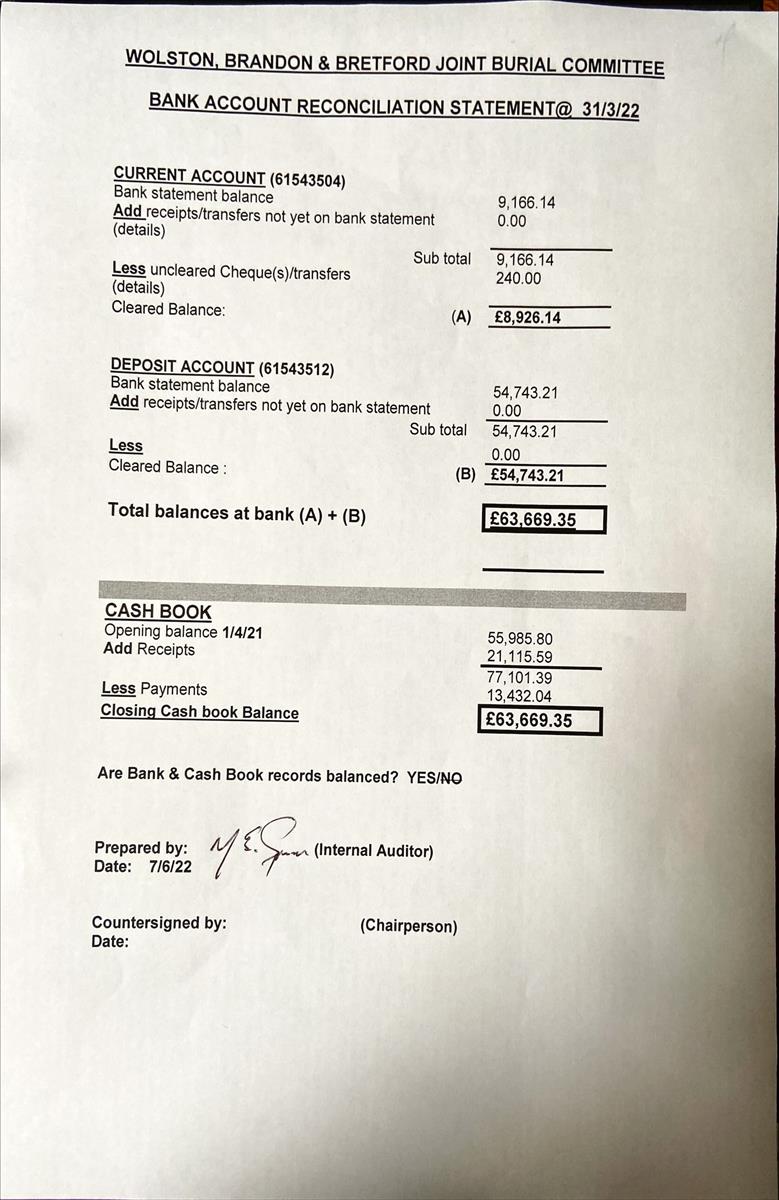 WOLSTON, BRANDON & BRETFORD JOINT BURIAL COMMITTEE
BANK ACCOUNT RECONCILIATION STATEMENT@ 31/3/22
CURRENT ACCOUNT (61543504)
Bank statement balance 9,166.14
Add receipts/transfers not yet on bank statement 0.00
(details)
Sub total 9,166.14
Less uncleared Cheque(s)/transfers 240.00
(details)
Cleared Balance: (A) £8,926.14
DEPOSIT ACCOUNT (61543512)
Bank statement balance 54,743.21
Add receipts/transfers not yet on bank statement 0.00
Sub total 54,743.21
Less 0.00
Cleared Balance : (B) £54,743.21
Total balances at bank (A) + (B) £63,669.35
CASH BOOK
Opening balance 1/4/21 55,985.80
Add Receipts 21,115.59
77,101.39
Less Payments 13,432.04
Closing Cash book Balance £63,669.35
Are Bank & Cash Book records balanced? YES/NO
Prepared by: M E. (Internal Auditor)
Date: 7/6/22
Countersigned by: (Chairperson)
Date: